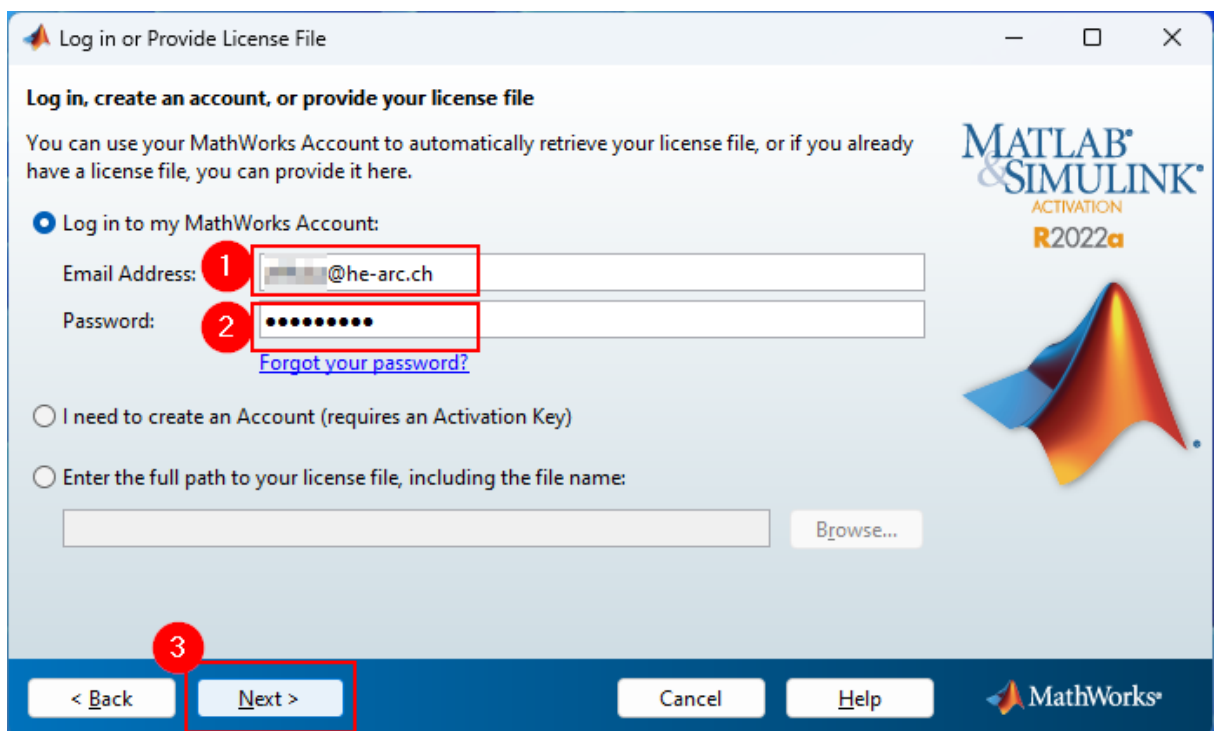 Log in or Provide License File
Log in, create an account, or provide your license file
You can use your MathWorks Account to automatically retrieve your license file, or if you already
have a license file, you can provide it here.
MATLAB®
&SIMULINK®
ACTIVATION
R2022a
Log in to my MathWorks Account:
Email Address:
1
@he-arc.ch
Password:
2
●●●●●●●●●
Forgot your password?
I need to create an Account (requires an Activation Key)
Enter the full path to your license file, including the file name:
Browse...
3
< Back
Next >
Cancel
Help
MathWorks®